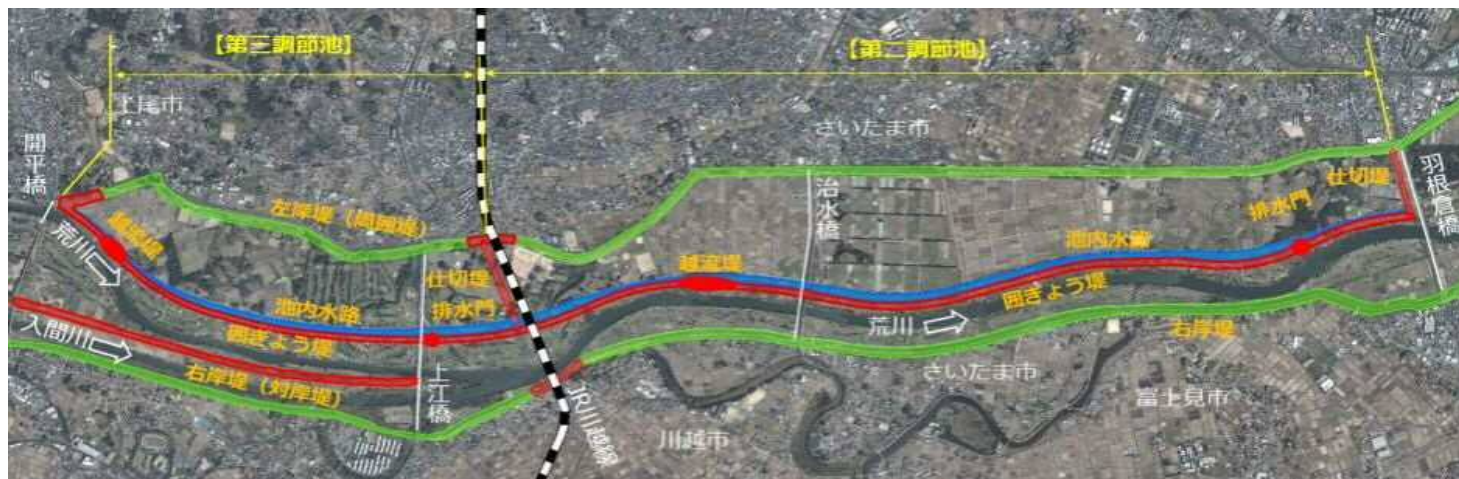 【第三調節池】
【第二調節池】
上尾市
さいたま市
開平橋
羽根倉橋
仕切堤
排水門
左岸堤（周囲堤）
治水橋
荒川
越流堤
池内水路
仕切堤
越流堤
排水門
池内水路
囲ぎょう堤
囲ぎょう堤
荒川
入間川
右岸堤
右岸堤（対岸堤）
上江橋
さいたま市
JR川越線
富士見市
川越市